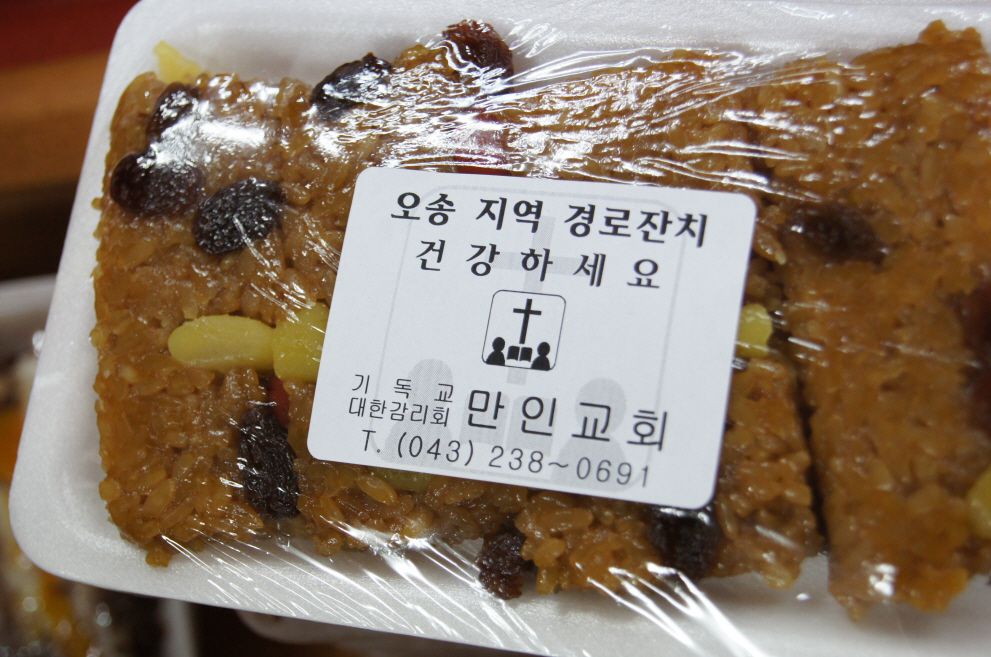 오송 지역 경로잔치
건 강 하 세 요
기 독 교
대한감리회 만 인 교 회
T. (043) 238~0691